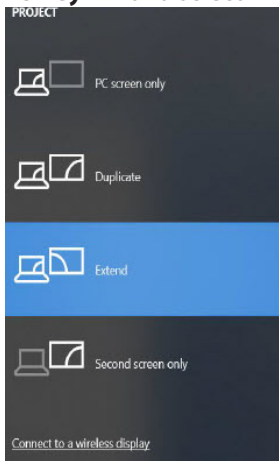 PROJECT
PC screen only
Duplicate
Extend
Second screen only
Connect to a wireless display